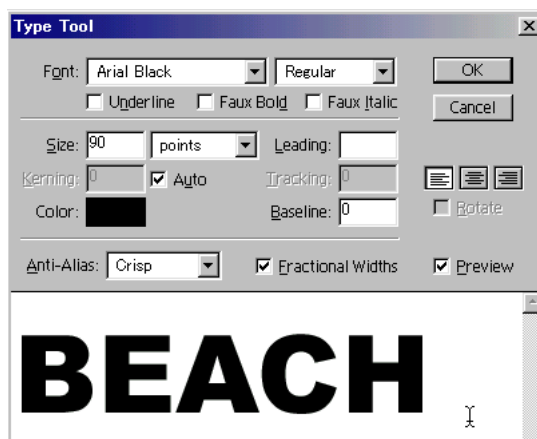 Type Tool
Font: Arial Black Regular OK
Underline Faux Bold Faux Italic Cancel
Size: 90 points Leading:
Kerning: 0 Auto Tracking: 0
Color: Baseline: 0 Rotate
Anti-Alias: Crisp Fractional Widths Preview
BEACH